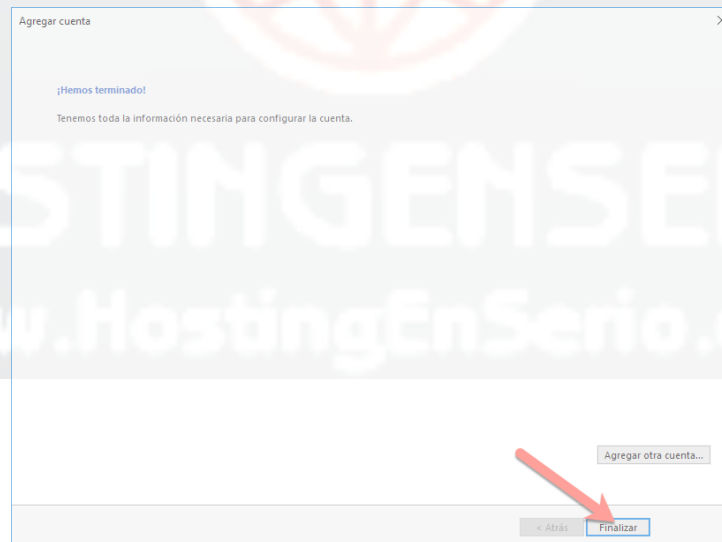 Agregar cuenta
¡Hemos terminado!
Tenemos toda la información necesaria para configurar la cuenta.
STINGENSE
w.HostingEnSerio.
Agregar otra cuenta...
< Atrás
Finalizar